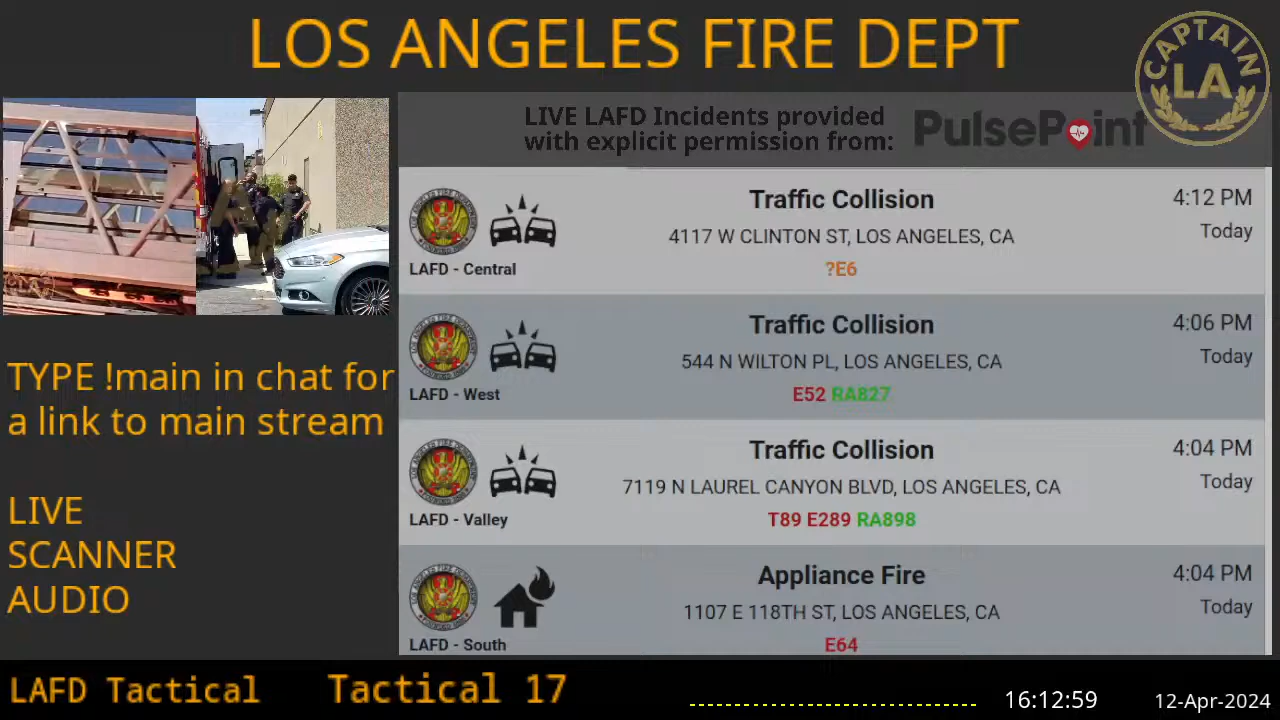 LOS ANGELES FIRE DEPT
CAPTAIN
LA
LIVE LAFD Incidents provided
with explicit permission from:
PulsePoint
Traffic Collision
4:12 PM
4117 W CLINTON ST, LOS ANGELES, CA
Today
LAFD - Central
?E6
Traffic Collision
4:06 PM
544 N WILTON PL, LOS ANGELES, CA
Today
LAFD - West
E52 RA827
Traffic Collision
4:04 PM
7119 N LAUREL CANYON BLVD, LOS ANGELES, CA
Today
LAFD - Valley
T89 E289 RA898
Appliance Fire
4:04 PM
1107 E 118TH ST, LOS ANGELES, CA
Today
LAFD - South
E64
TYPE !main in chat for
a link to main stream
LIVE
SCANNER
AUDIO
LAFD Tactical
Tactical 17
16:12:59
12-Apr-2024